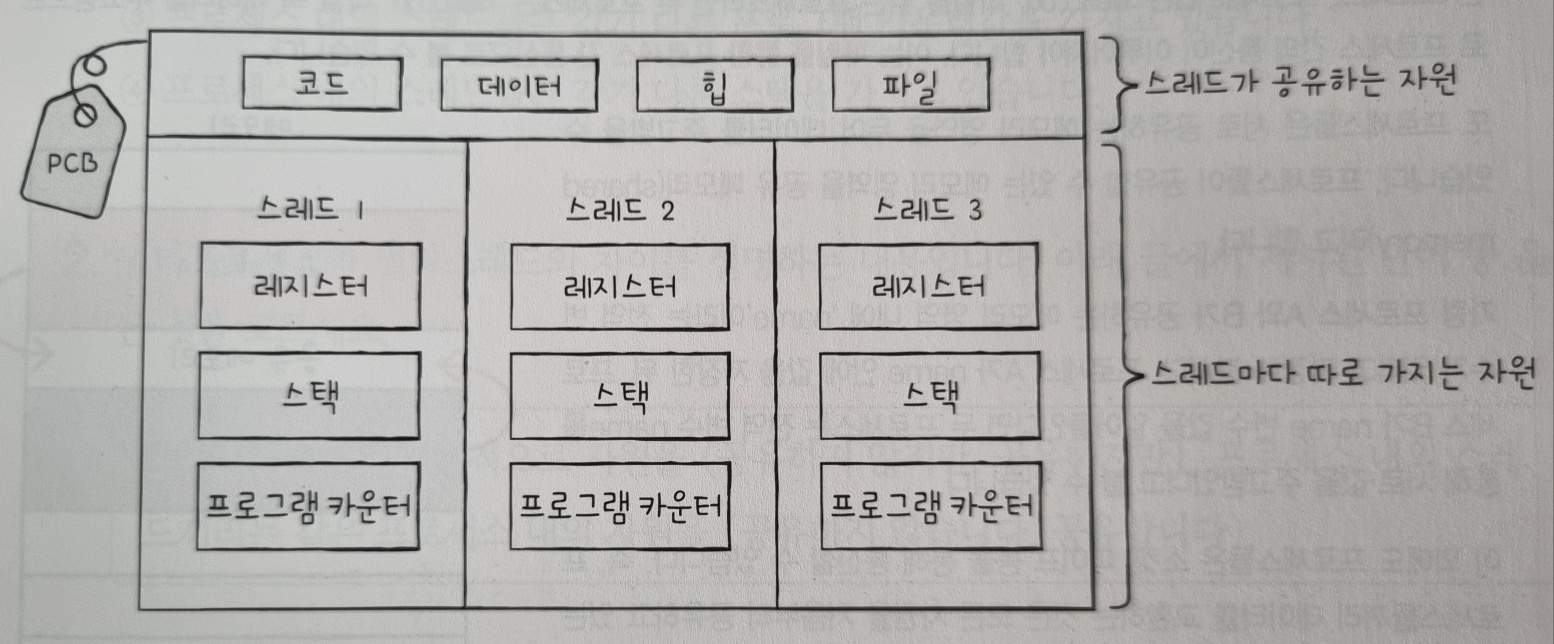 코드
데이터
힙
파일
스레드가 공유하는 자원
PCB
스레드 1
스레드 2
스레드 3
레지스터
레지스터
레지스터
스택
스택
스택
스레드마다 따로 가지는 자원
프로그램 카운터
프로그램 카운터
프로그램 카운터